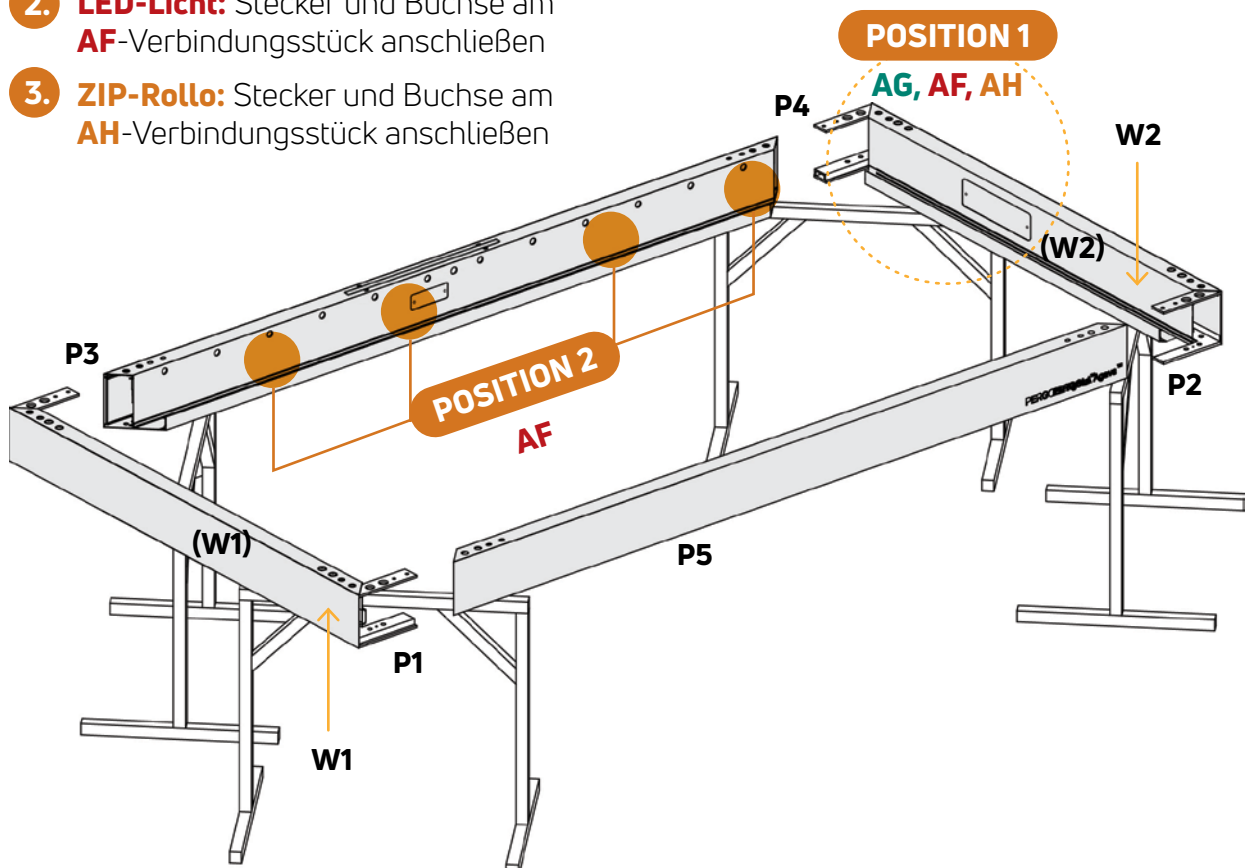 2. LED-Licht: Stecker und Buchse am
AF-Verbindungsstück anschließen
3. ZIP-Rollo: Stecker und Buchse am
AH-Verbindungsstück anschließen
POSITION 1
AG, AF, AH
P4
W2
(W2)
P3
POSITION 2
AF
P2
(W1)
P5
P1
W1